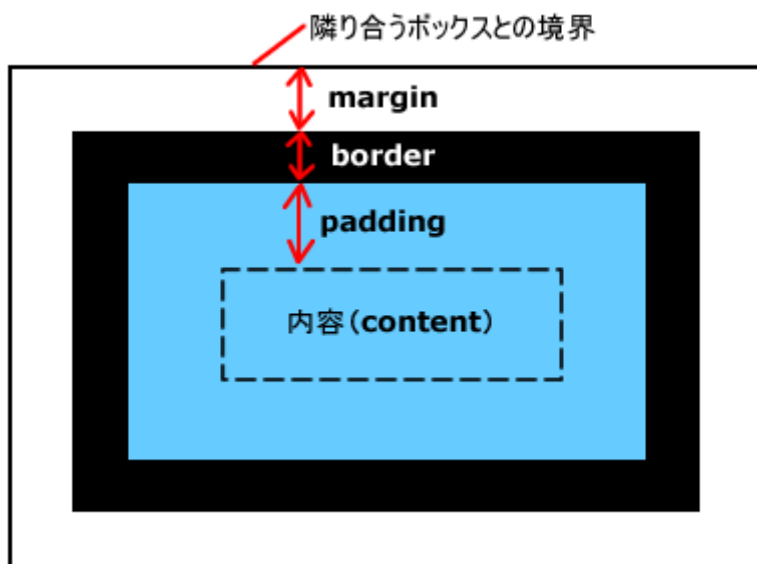 隣り合うボックスとの境界
margin
border
padding
内容(content)